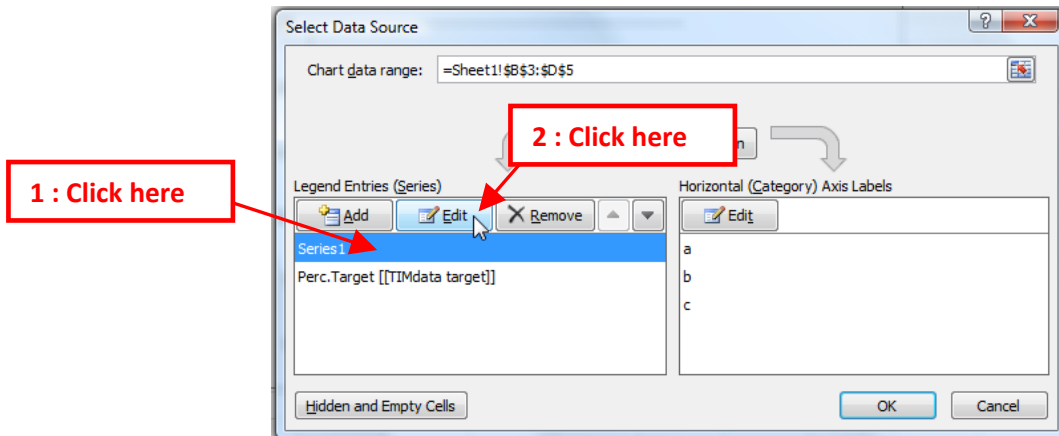 Select Data Source
Chart data range: =Sheet1!$B$3:$D$5
2 : Click here
1 : Click here
Legend Entries (Series)
Horizontal (Category) Axis Labels
Add Edit Remove
Edit
Series1
a
Perc.Target [[TIMdata target]]
b
c
Hidden and Empty Cells
OK Cancel